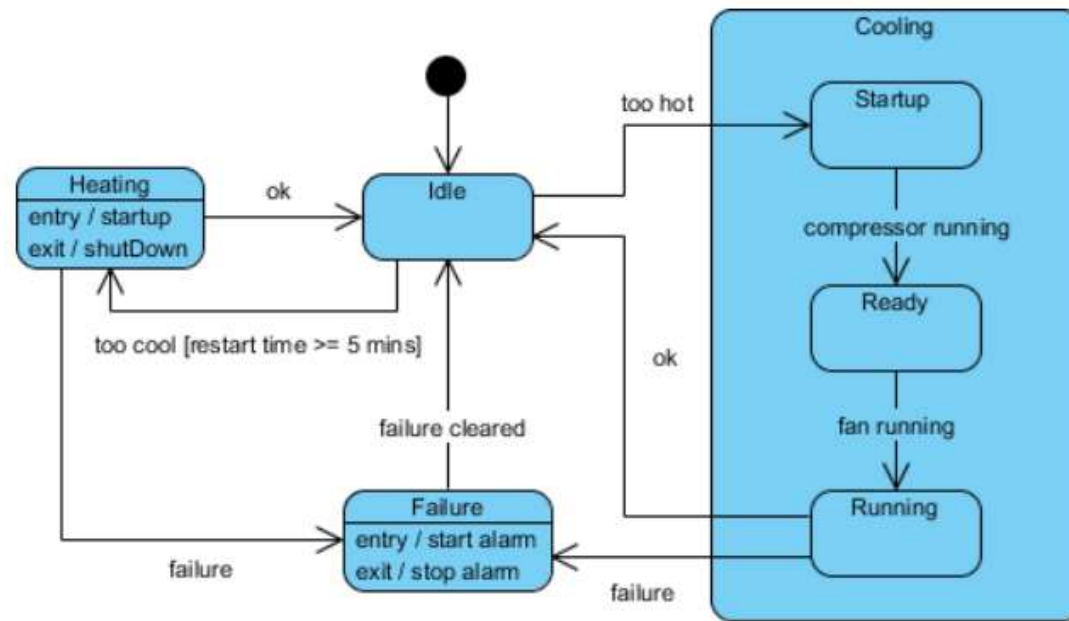 Cooling
Startup
too hot
Heating
entry / startup
exit / shutDown
ok
Idle
compressor running
Ready
too cool [restart time >= 5 mins]
ok
failure cleared
fan running
Failure
entry / start alarm
exit / stop alarm
Running
failure
failure